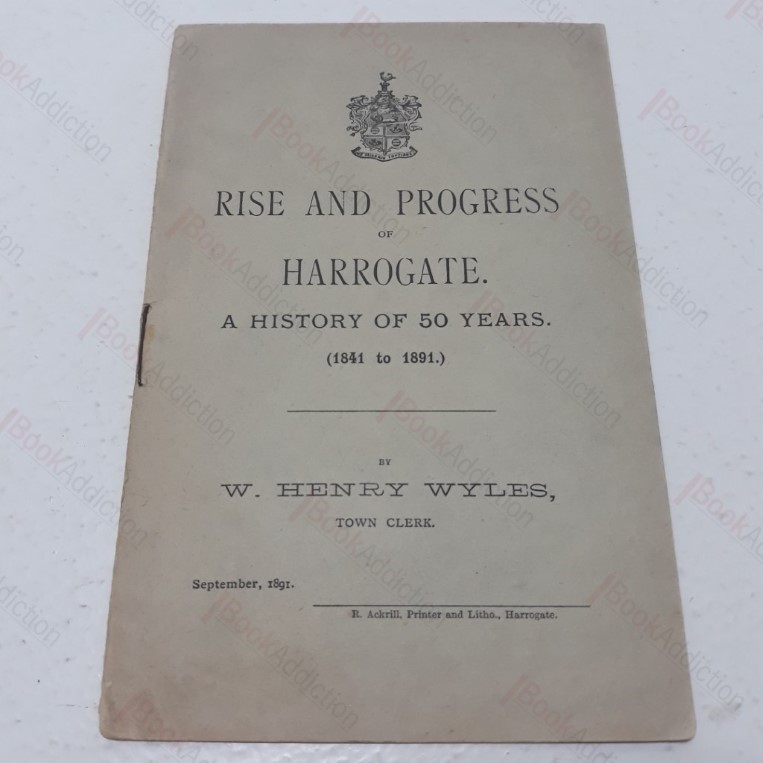 RISE AND PROGRESS
OF
HARROGATE.
A HISTORY OF 50 YEARS.
(1841 to 1891.)
BY
W. HENRY WYLES,
TOWN CLERK.
September, 1891.
R. Ackrill, Printer and Litho., Harrogate.
BookAddiction